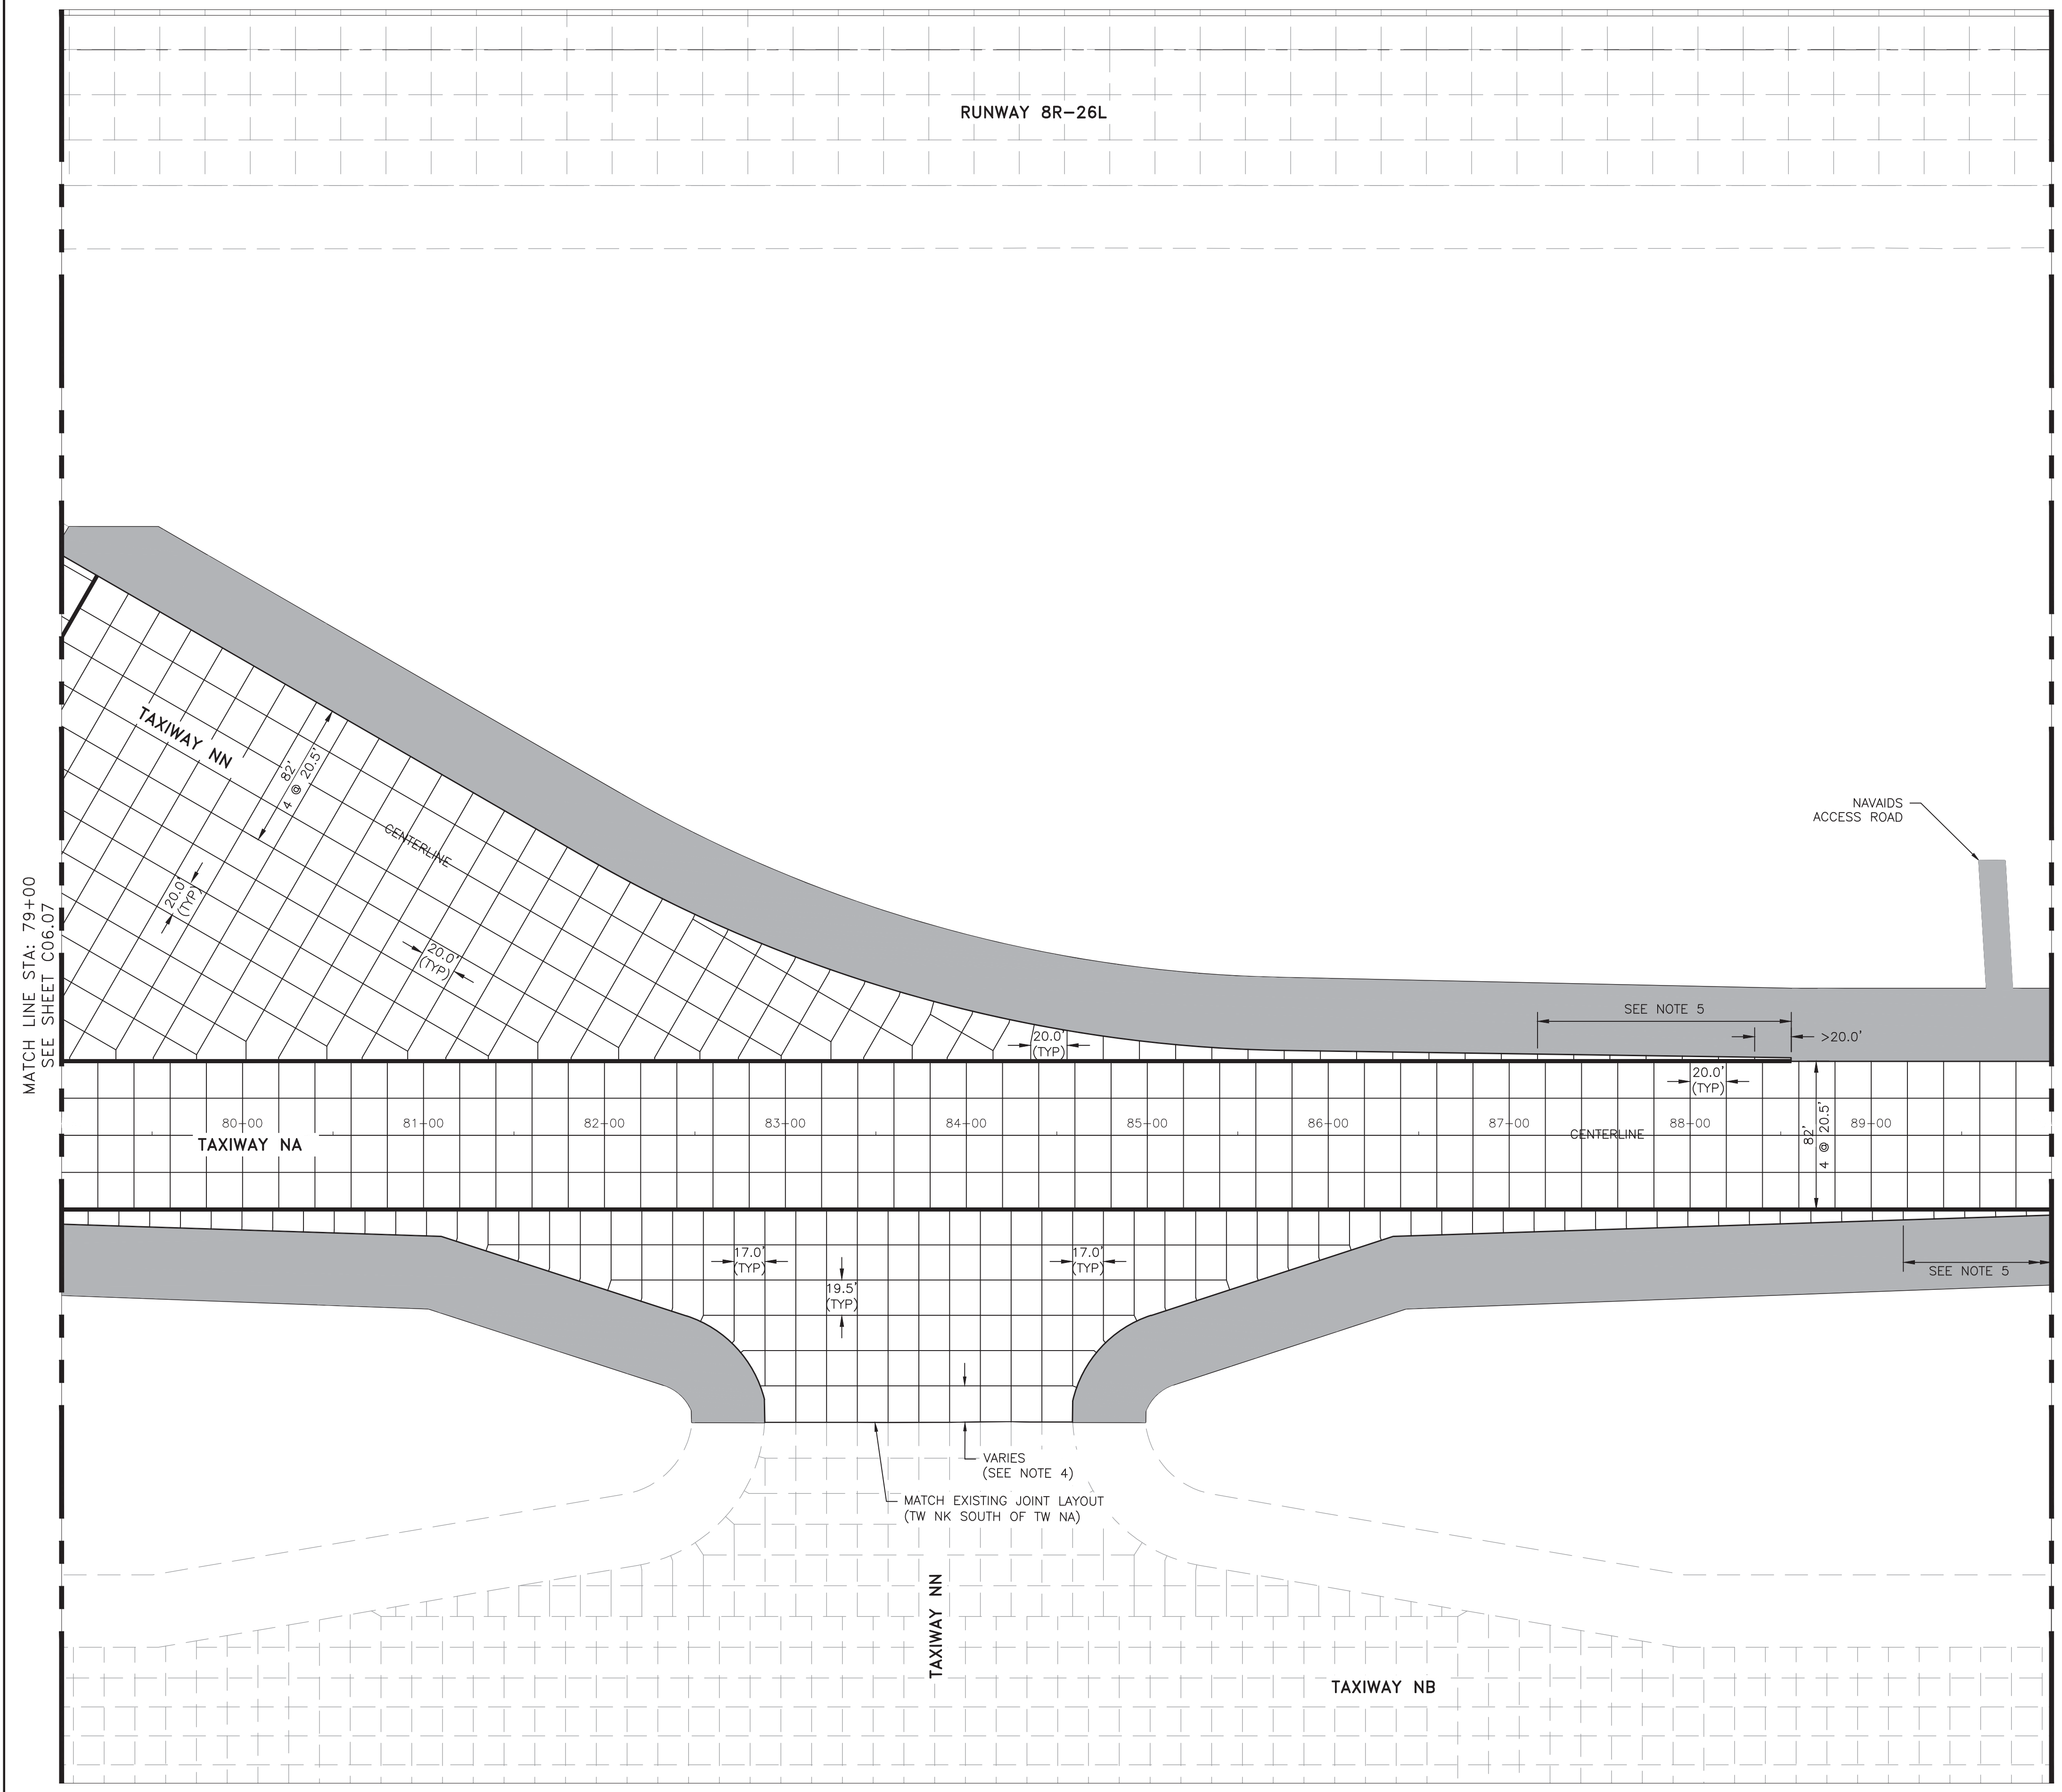 RUNWAY 8R-26L
TAXIWAY NN
82'
4 @ 20.5'
CENTERLINE
NAVAIDS
ACCESS ROAD
20.0'
(TYP)
20.0'
(TYP)
MATCH LINE STA: 79+00
SEE SHEET C06.07
SEE NOTE 5
20.0'
(TYP)
>20.0'
20.0'
(TYP)
80+00
81+00
82+00
83+00
84+00
85+00
86+00
87+00
88+00
89+00
TAXIWAY NA
CENTERLINE
82'
4 @ 20.5'
17.0'
(TYP)
17.0'
(TYP)
19.5'
(TYP)
SEE NOTE 5
VARIES
(SEE NOTE 4)
MATCH EXISTING JOINT LAYOUT
(TW NK SOUTH OF TW NA)
TAXIWAY NN
TAXIWAY NB